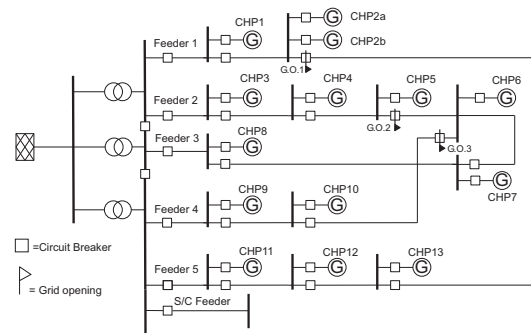 CHP1
CHP2a
G
G
CHP2b
G
Feeder 1
G.O.1
CHP3
CHP4
CHP5
CHP6
G
G
G
G
Feeder 2
G.O.2
Feeder 3
CHP8
G
G.O.3
G
CHP7
CHP9
CHP10
G
G
Feeder 4
=Circuit Breaker
CHP11
CHP12
CHP13
G
G
G
Feeder 5
= Grid opening
S/C Feeder